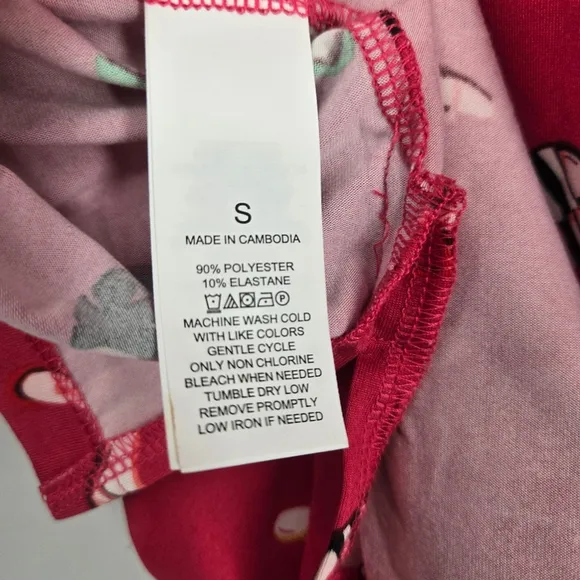 S
MADE IN CAMBODIA
90% POLYESTER
10% ELASTANE
MACHINE WASH COLD
WITH LIKE COLORS
GENTLE CYCLE
ONLY NON CHLORINE
BLEACH WHEN NEEDED
TUMBLE DRY LOW
REMOVE PROMPTLY
LOW IRON IF NEEDED